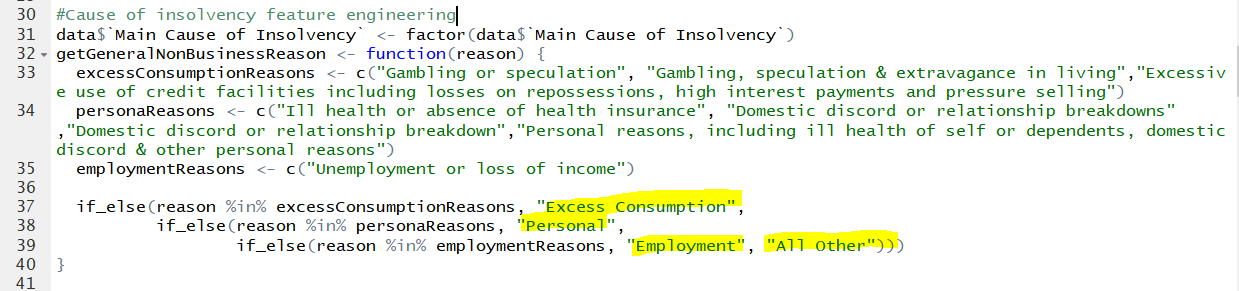 30 #Cause of insolvency feature engineering
31 data$`Main Cause of Insolvency` <- factor(data$`Main Cause of Insolvency`)
32 getGeneralNonBusinessReason <- function(reason) {
33 excessConsumptionReasons <- c("Gambling or speculation", "Gambling, speculation & extravagance in living","Excessiv
e use of credit facilities including losses on repossessions, high interest payments and pressure selling")
34 personaReasons <- c("Ill health or absence of health insurance", "Domestic discord or relationship breakdowns"
,"Domestic discord or relationship breakdown","Personal reasons, including ill health of self or dependents, domestic
discord & other personal reasons")
35 employmentReasons <- c("Unemployment or loss of income")
36
37 if_else(reason %in% excessConsumptionReasons, "Excess Consumption",
38 if_else(reason %in% personaReasons, "Personal",
39 if_else(reason %in% employmentReasons, "Employment", "All Other")))
40 }
41